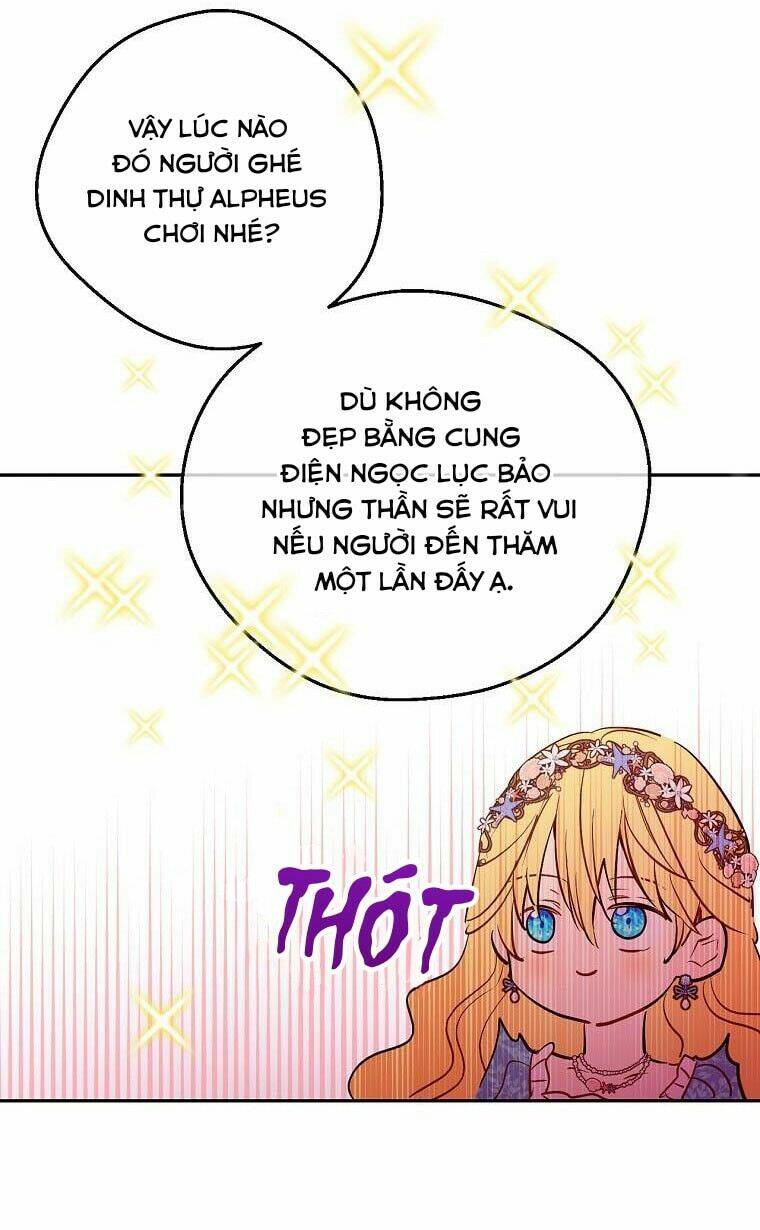 VẬY LÚC NÀO
ĐÓ NGƯỜI GHÉ
DINH THỰ ALPHEUS
CHƠI NHÉ?
DÙ KHÔNG
ĐẸP BẰNG CUNG
ĐIỆN NGỌC LỤC BẢO
NHƯNG THẦN SẼ RẤT VUI
NẾU NGƯỜI ĐẾN THĂM
MỘT LẦN ĐẤY Ạ.
THÓT